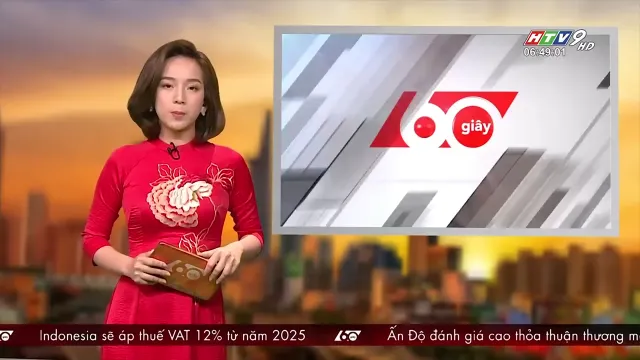 HTV9 HD
06:49:01
60 giây
Indonesia sẽ áp thuế VAT 12% từ năm 2025
60
Ấn Độ đánh giá cao thỏa thuận thương m